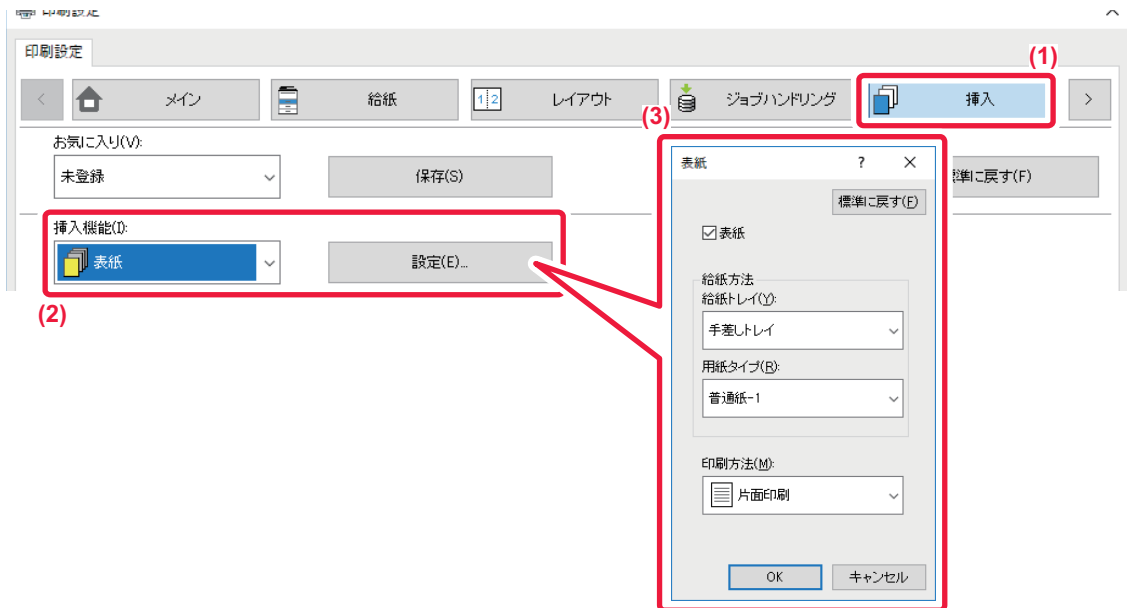 印刷設定
印刷設定
(1)
メイン
給紙
1 2
レイアウト
ジョブハンドリング
挿入
(3)
お気に入り(V):
未登録
保存(S)
準に戻す(F)
挿入機能(I):
表紙
設定(E)...
(2)
表紙
?
標準に戻す(F)
表紙
給紙方法
給紙トレイ(Y):
手差しトレイ
用紙タイプ(R):
普通紙-1
印刷方法(M):
片面印刷
OK
キャンセル